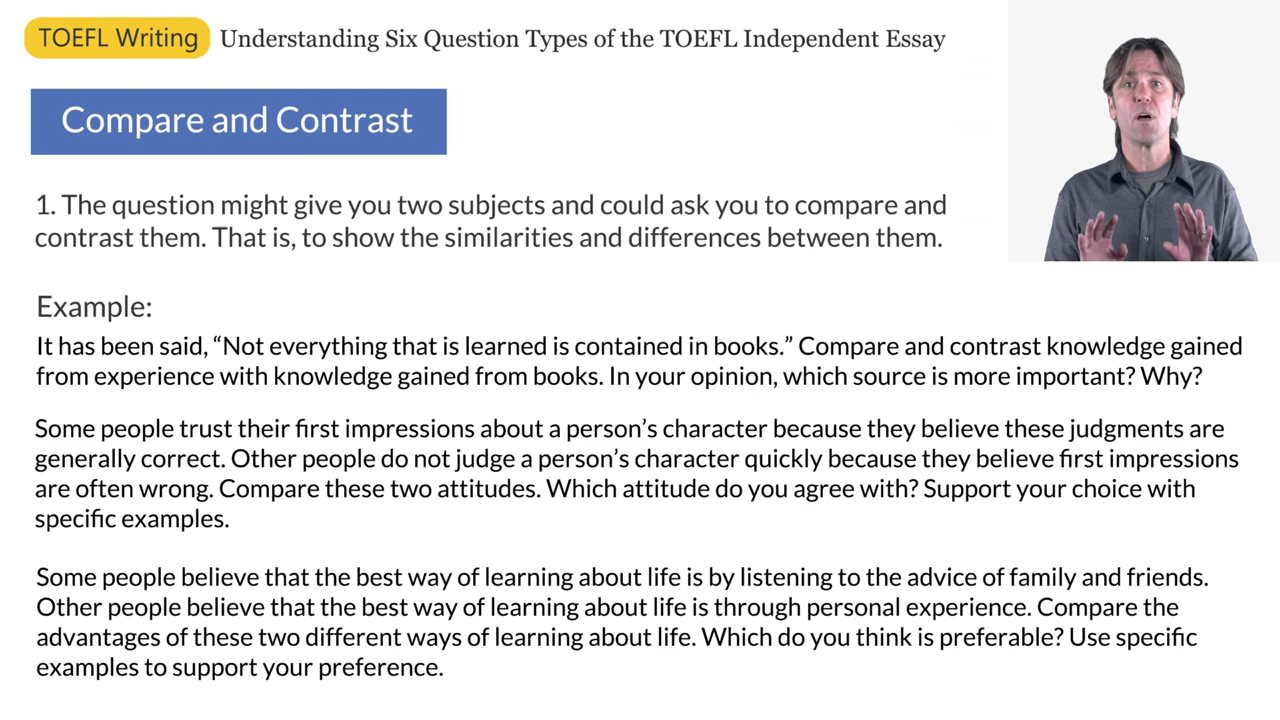 TOEFL Writing Understanding Six Question Types of the TOEFL Independent Essay
Compare and Contrast
1. The question might give you two subjects and could ask you to compare and
contrast them. That is, to show the similarities and differences between them.
Example:
It has been said, “Not everything that is learned is contained in books.” Compare and contrast knowledge gained
from experience with knowledge gained from books. In your opinion, which source is more important? Why?
Some people trust their first impressions about a person’s character because they believe these judgments are
generally correct. Other people do not judge a person’s character quickly because they believe first impressions
are often wrong. Compare these two attitudes. Which attitude do you agree with? Support your choice with
specific examples.
Some people believe that the best way of learning about life is by listening to the advice of family and friends.
Other people believe that the best way of learning about life is through personal experience. Compare the
advantages of these two different ways of learning about life. Which do you think is preferable? Use specific
examples to support your preference.